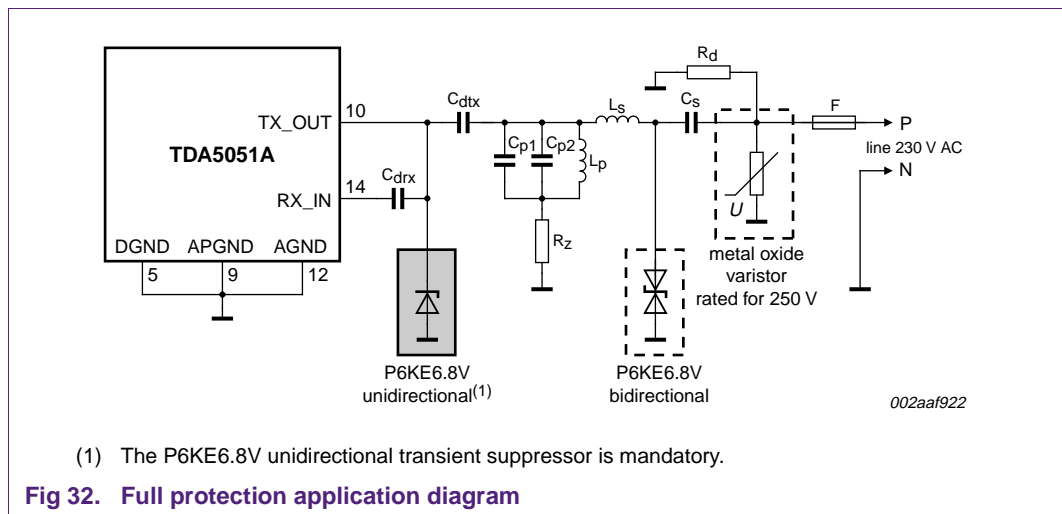 TDA5051A
TX_OUT
10
RX_IN
14
DGND
APGND
AGND
5
9
12
Cdtx
Cdrx
Cp1
Cp2
Lp
Rz
Ls
Cs
Rd
F
P
line 230 V AC
N
U
metal oxide
varistor
rated for 250 V
P6KE6.8V
unidirectional(1)
P6KE6.8V
bidirectional
002aaf922
(1) The P6KE6.8V unidirectional transient suppressor is mandatory.
Fig 32. Full protection application diagram